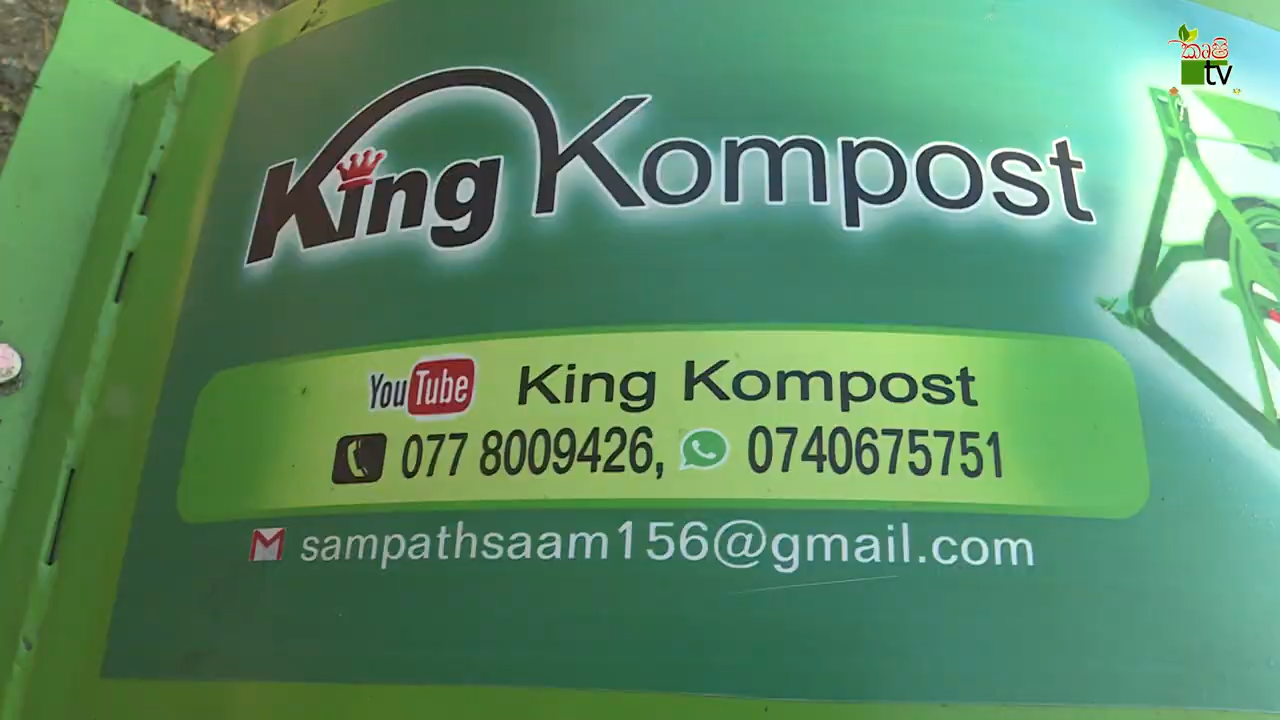 කෘෂි
tv
King Kompost
YouTube King Kompost
077 8009426, 0740675751
sampathsaam156@gmail.com